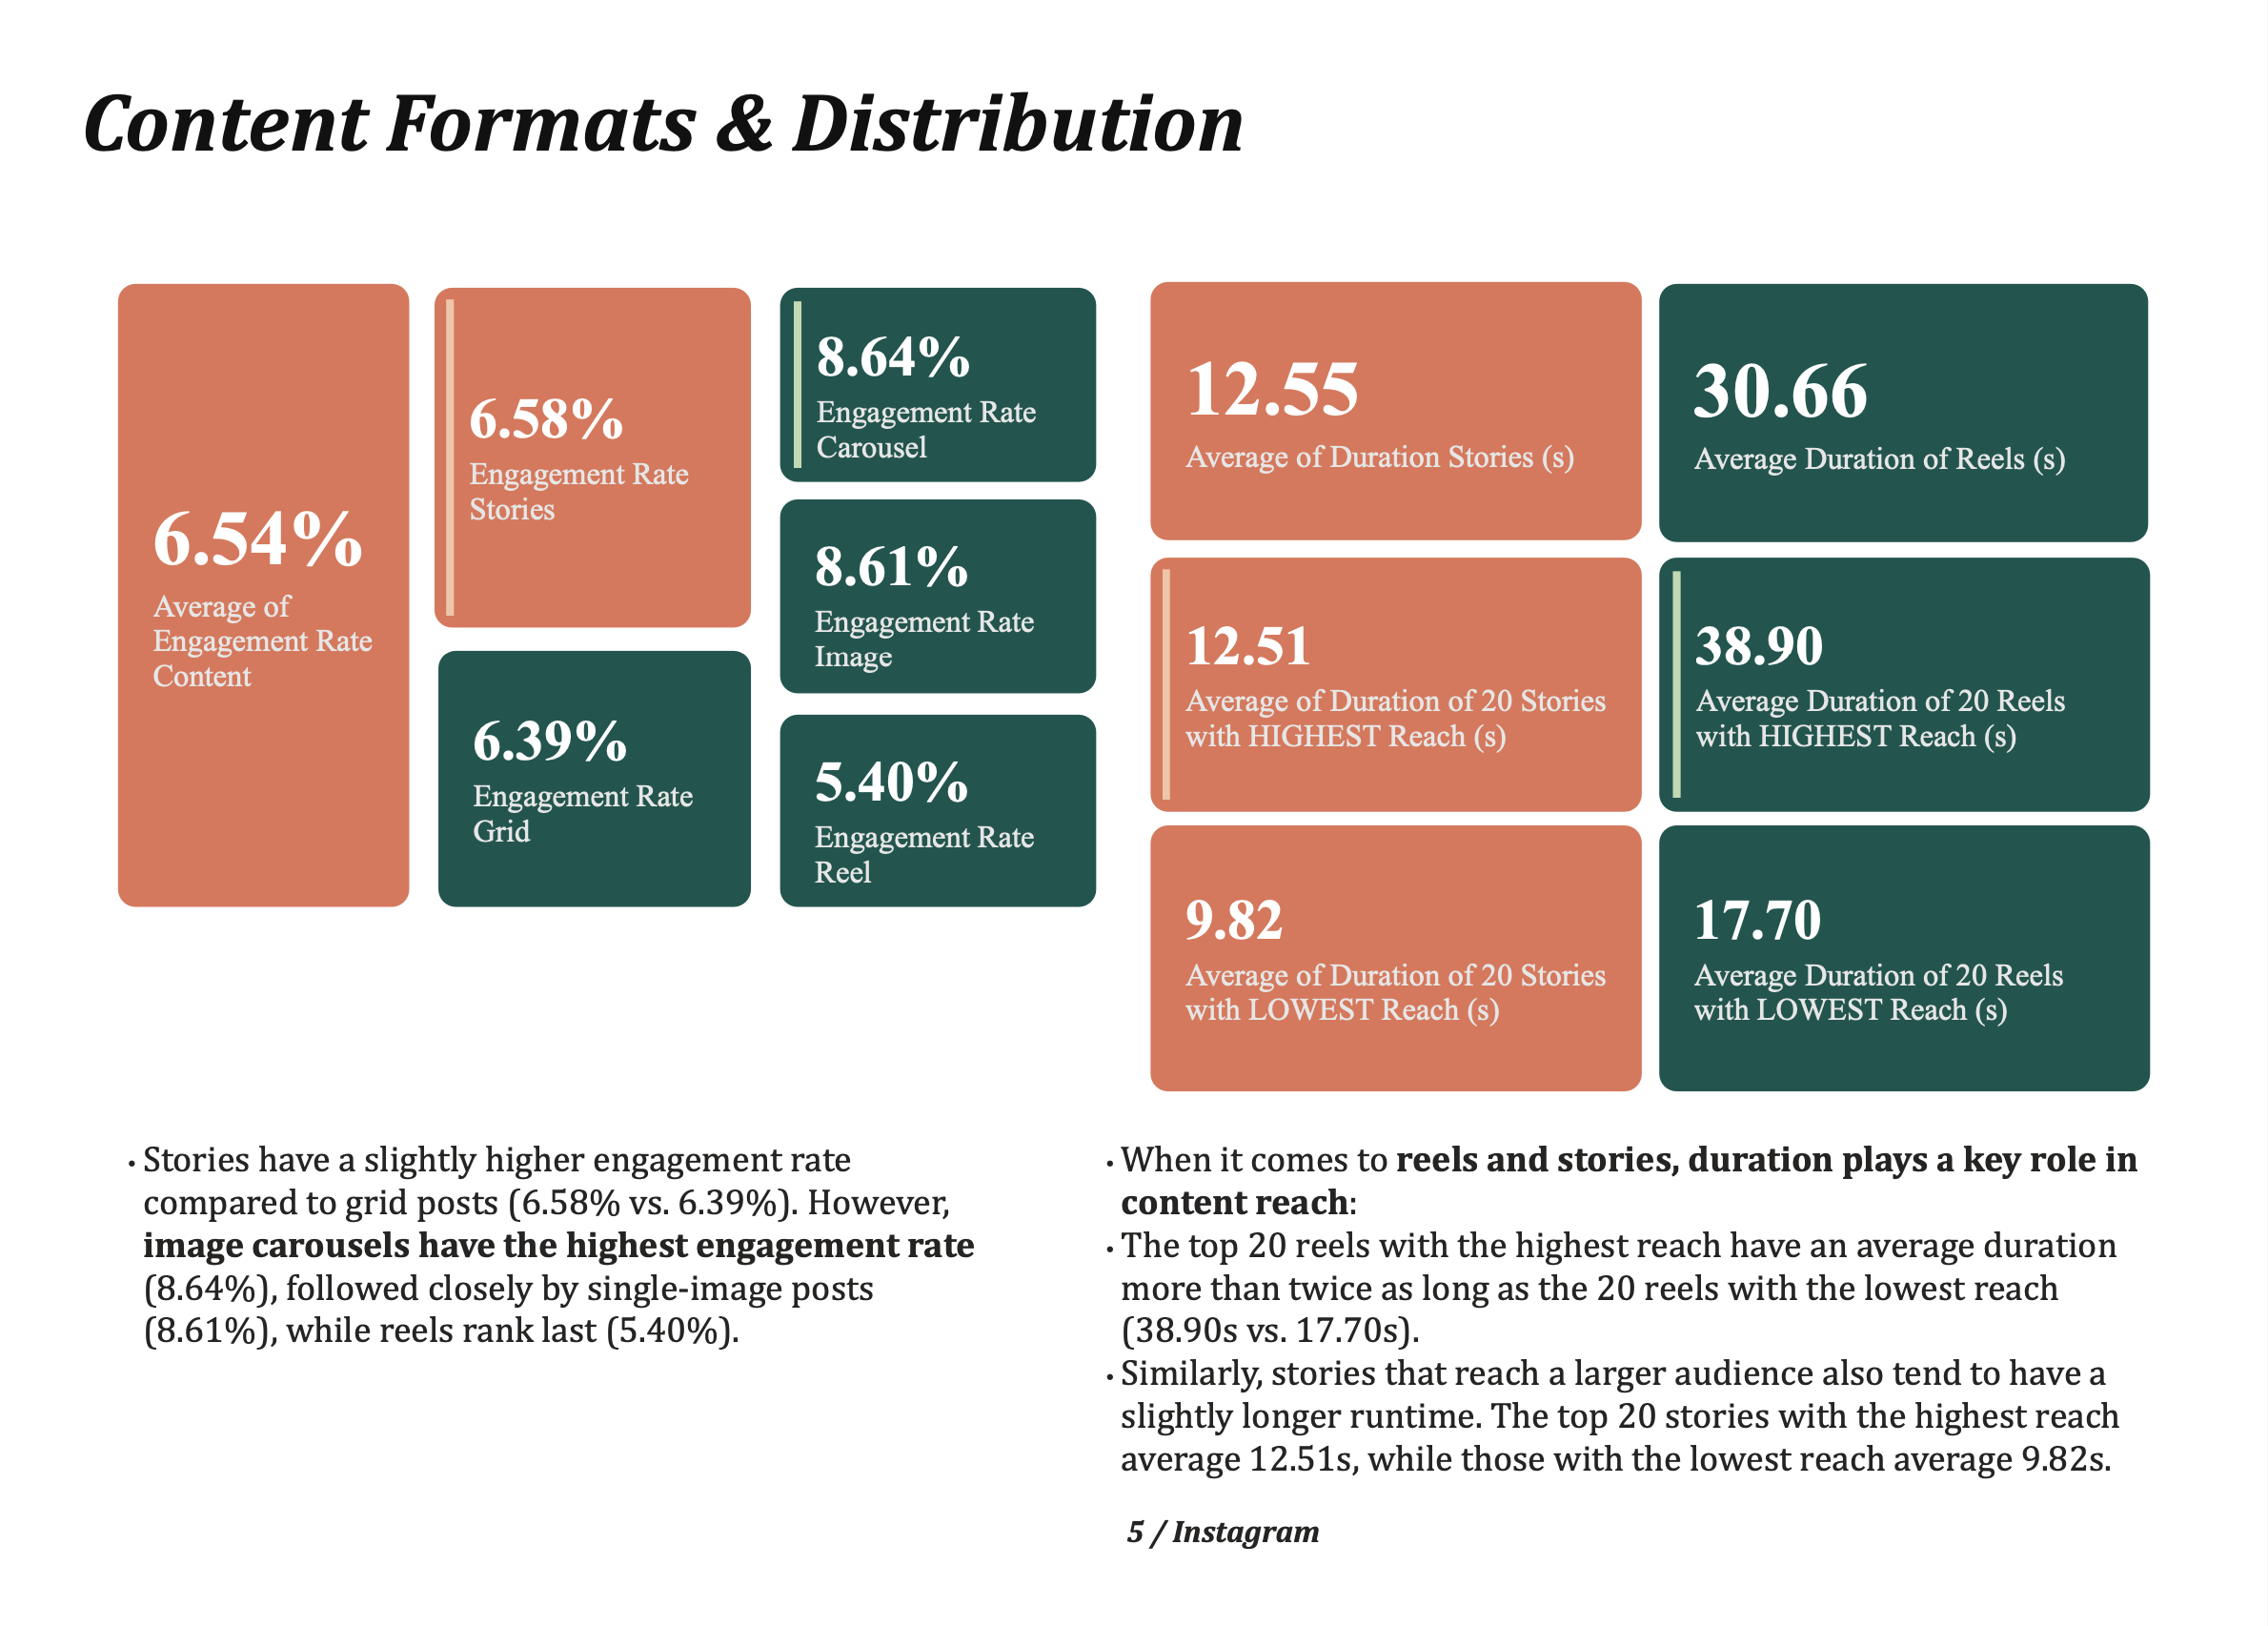 Content Formats & Distribution
6.54%
Average of
Engagement Rate
Content
6.58%
Engagement Rate
Stories
6.39%
Engagement Rate
Grid
8.64%
Engagement Rate
Carousel
8.61%
Engagement Rate
Image
5.40%
Engagement Rate
Reel
12.55
Average of Duration Stories (s)
30.66
Average Duration of Reels (s)
12.51
Average of Duration of 20 Stories
with HIGHEST Reach (s)
38.90
Average Duration of 20 Reels
with HIGHEST Reach (s)
9.82
Average of Duration of 20 Stories
with LOWEST Reach (s)
17.70
Average Duration of 20 Reels
with LOWEST Reach (s)
• Stories have a slightly higher engagement rate
compared to grid posts (6.58% vs. 6.39%). However,
image carousels have the highest engagement rate
(8.64%), followed closely by single-image posts
(8.61%), while reels rank last (5.40%).
• When it comes to reels and stories, duration plays a key role in
content reach:
• The top 20 reels with the highest reach have an average duration
more than twice as long as the 20 reels with the lowest reach
(38.90s vs. 17.70s).
• Similarly, stories that reach a larger audience also tend to have a
slightly longer runtime. The top 20 stories with the highest reach
average 12.51s, while those with the lowest reach average 9.82s.
5 / Instagram